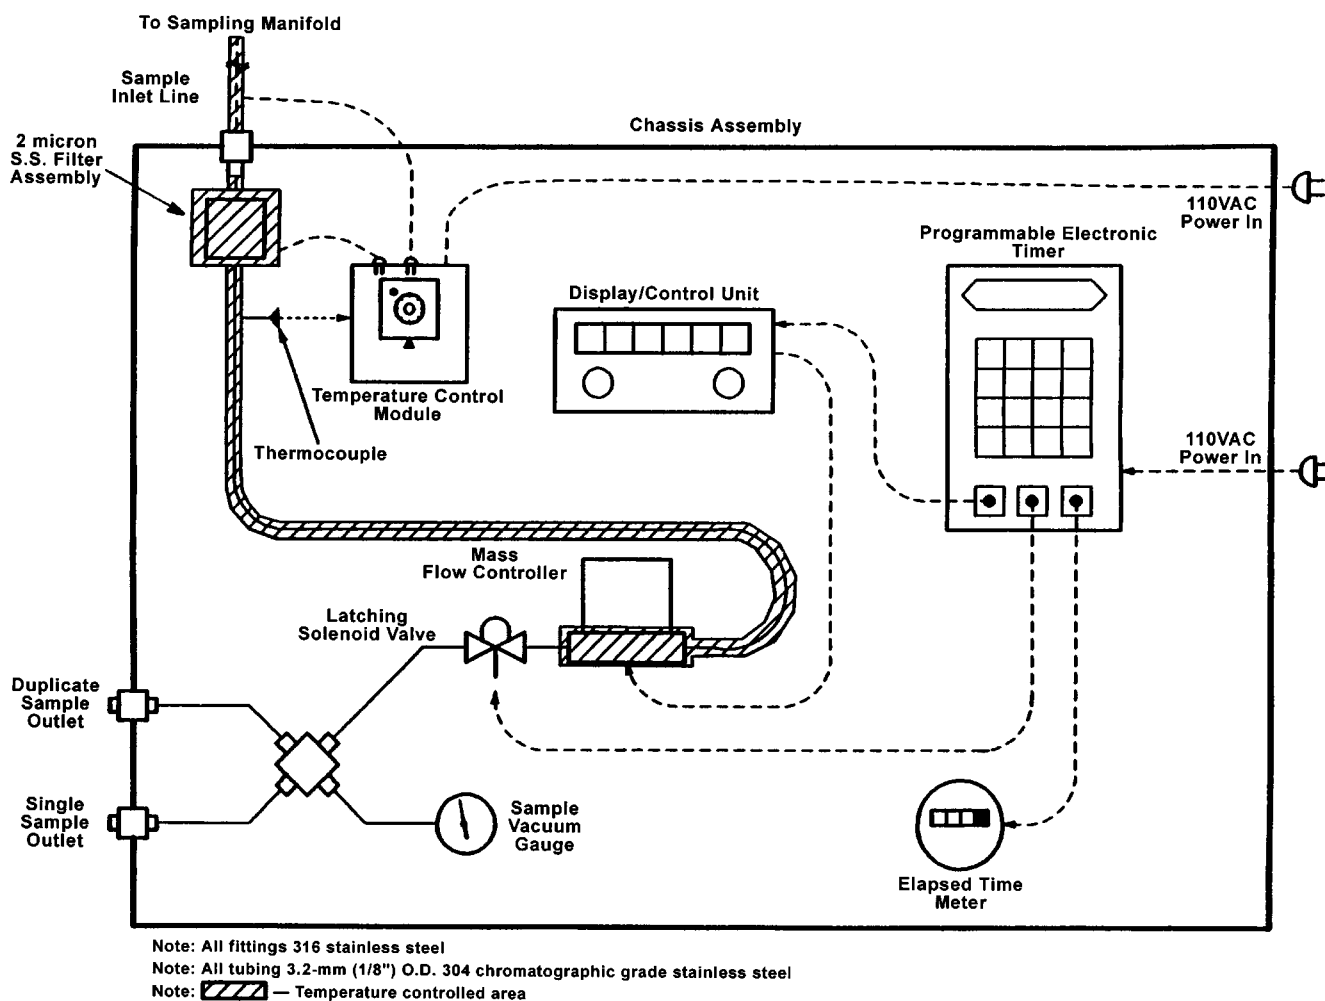 To Sampling Manifold
Sample
Inlet Line
2 micron
S.S. Filter
Assembly
Chassis Assembly
110VAC
Power In
Programmable Electronic
Timer
Display/Control Unit
Temperature Control
Module
Thermocouple
110VAC
Power In
Mass
Flow Controller
Latching
Solenoid Valve
Duplicate
Sample
Outlet
Single
Sample
Outlet
Sample
Vacuum
Gauge
Elapsed Time
Meter
Note: All fittings 316 stainless steel
Note: All tubing 3.2-mm (1/8") O.D. 304 chromatographic grade stainless steel
Note: — Temperature controlled area